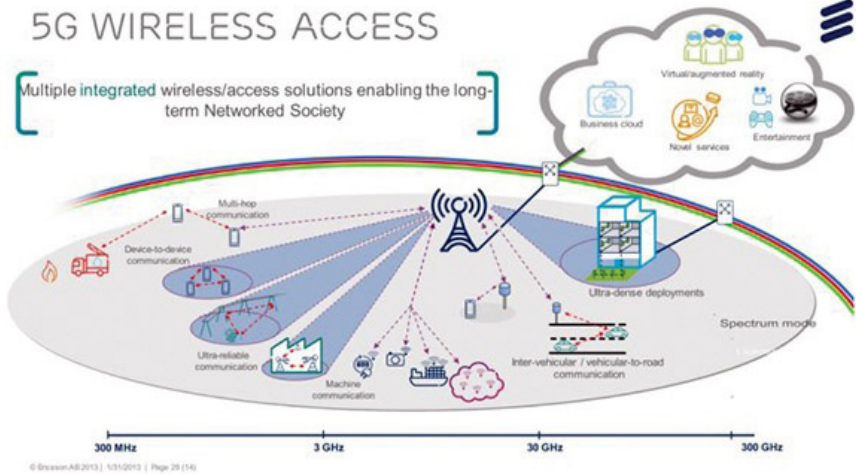 5G WIRELESS ACCESS
Multiple integrated wireless/access solutions enabling the long-
term Networked Society
Virtual/augmented reality
Business cloud
Novel services
Entertainment
Multi-hop
communication
Device-to-device
communication
Ultra-dense deployments
Spectrum mode
Ultra-reliable
communication
Machine
communication
Inter-vehicular / vehicular-to-road
communication
300 MHz
3 GHz
30 GHz
300 GHz
© Ericsson AB 2013 | 1/31/2013 | Page 28 (14)